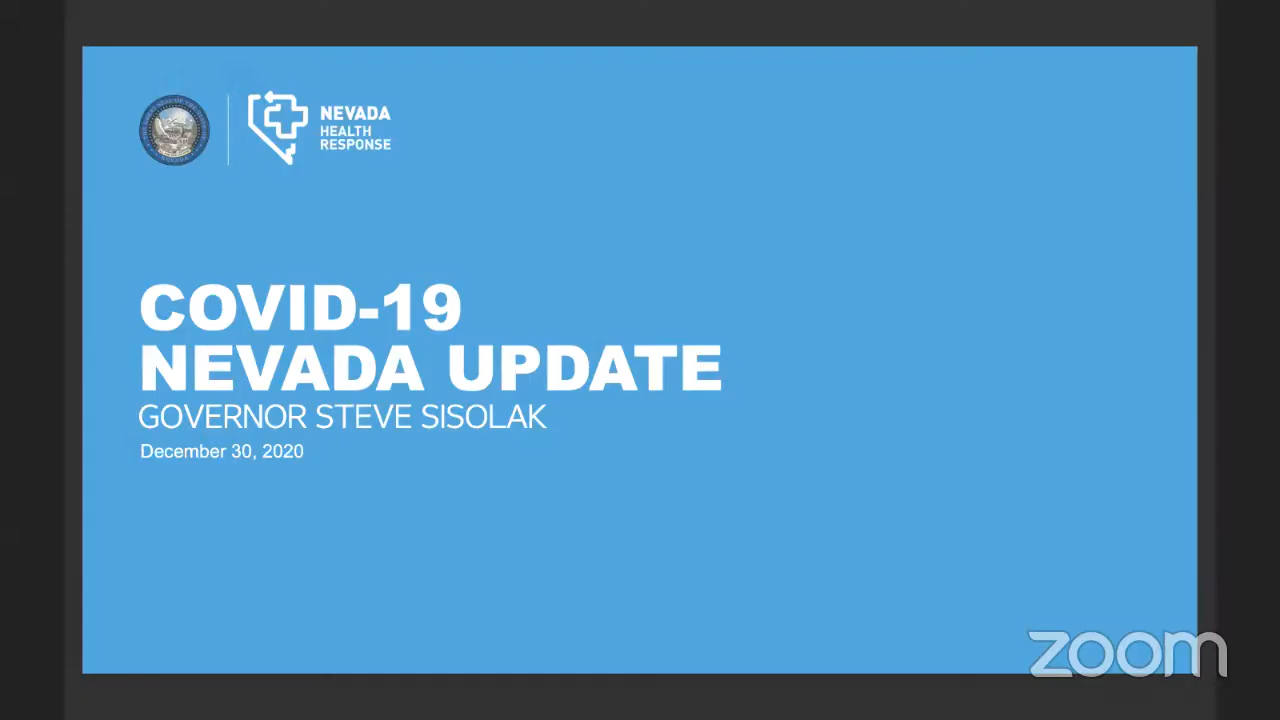 NEVADA
HEALTH
RESPONSE
COVID-19
NEVADA UPDATE
GOVERNOR STEVE SISOLAK
December 30, 2020
zoom